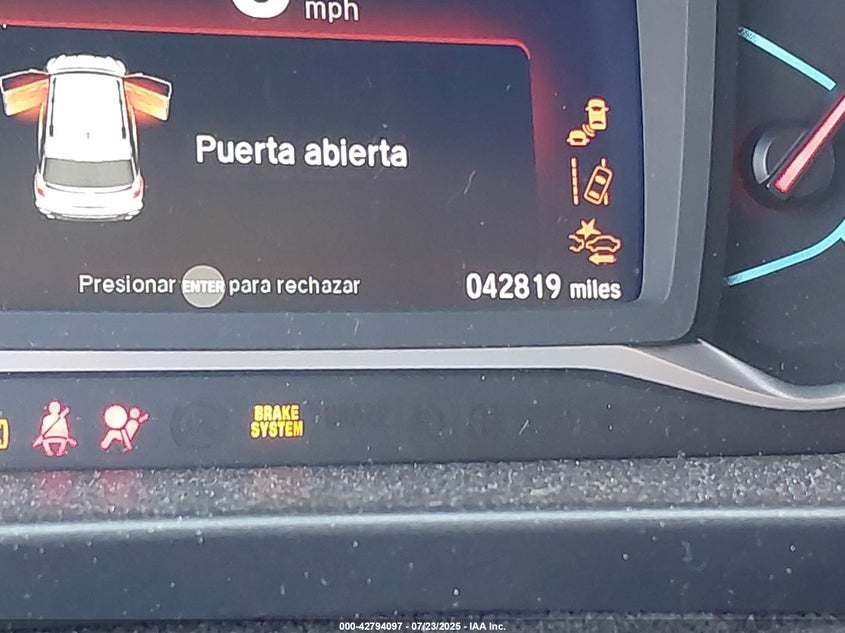 mph
Puerta abierta
Presionar ENTER para rechazar
042819 miles
BRAKE
SYSTEM
000-42794097 - 07/23/2025 - IAA Inc.